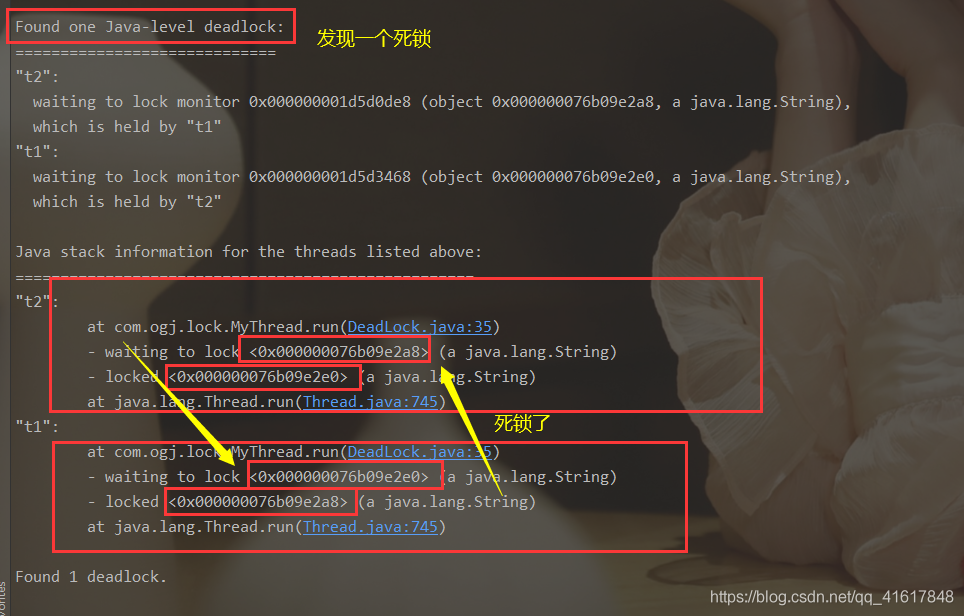 Found one Java-level deadlock:
发现一个死锁
=============================
"t2":
waiting to lock monitor 0x000000001d5d0de8 (object 0x000000076b09e2a8, a java.lang.String),
which is held by "t1"
"t1":
waiting to lock monitor 0x000000001d5d3468 (object 0x000000076b09e2e0, a java.lang.String),
which is held by "t2"
Java stack information for the threads listed above:
===================================================
"t2":
at com.ogj.lock.MyThread.run(DeadLock.java:35)
- waiting to lock <0x000000076b09e2a8> (a java.lang.String)
- locked <0x000000076b09e2e0> (a java.lang.String)
at java.lang.Thread.run(Thread.java:745)
死锁了
"t1":
at com.ogj.lock.MyThread.run(DeadLock.java:35)
- waiting to lock <0x000000076b09e2e0> (a java.lang.String)
- locked <0x000000076b09e2a8> (a java.lang.String)
at java.lang.Thread.run(Thread.java:745)
Found 1 deadlock.
https://blog.csdn.net/qq_41617848